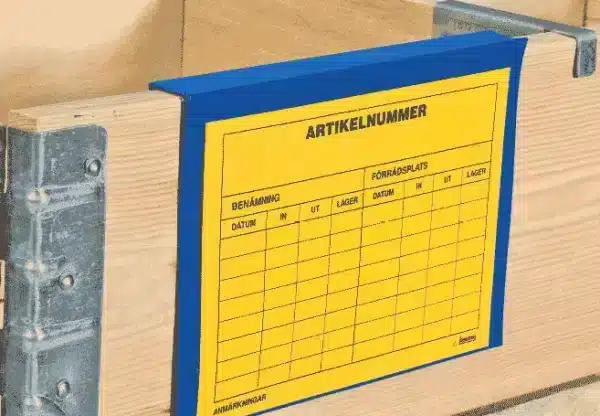 ARTIKELNUMMER
BENÄMNING FÖRRÅDSPLATS
DATUM IN UT LAGER DATUM IN UT LAGER
ANMÄRKNINGAR